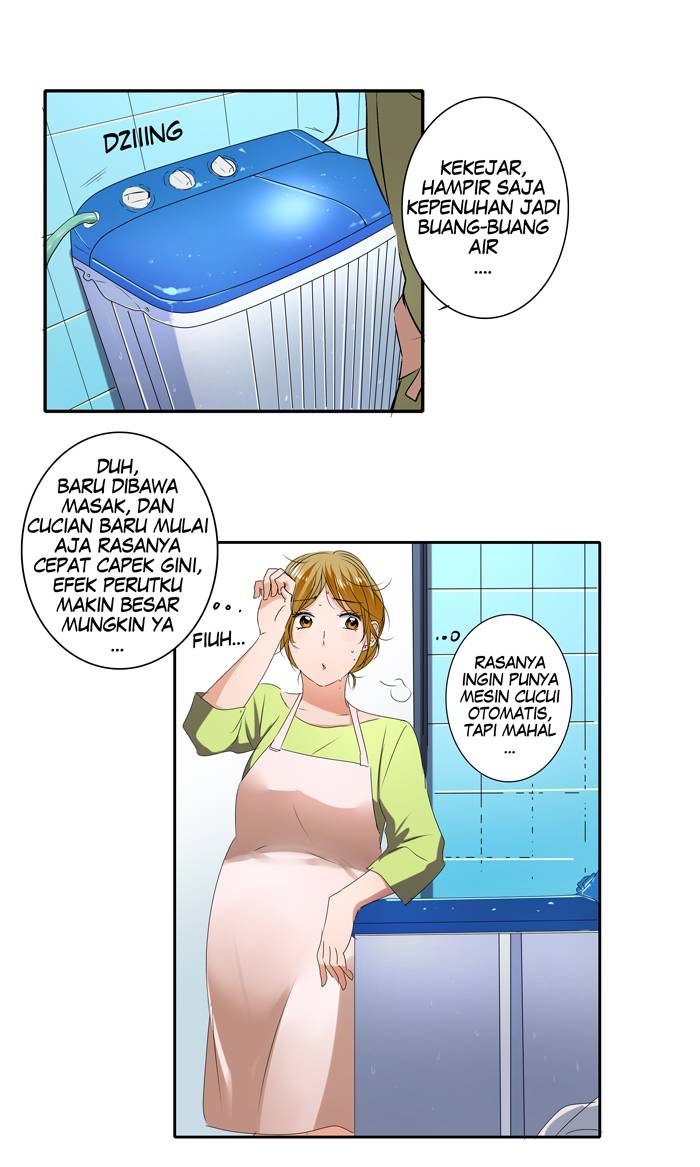 DZIIING
KEKEJAR,
HAMPIR SAJA
KEPENUHAN JADI
BUANG-BUANG
AIR
....
DUH,
BARU DIBAWA
MASAK, DAN
CUCIAN BARU MULAI
AJA RASANYA
CEPAT CAPEK GINI,
EFEK PERUTKU
MAKIN BESAR
MUNGKIN YA
...
FIUH...
RASANYA
INGIN PUNYA
MESIN CUCUI
OTOMATIS,
TAPI MAHAL
...